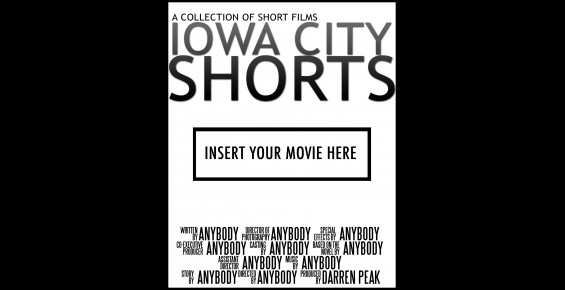 A COLLECTION OF SHORT FILMS
IOWA CITY
SHORTS
INSERT YOUR MOVIE HERE
WRITTEN BY ANYBODY DIRECTOR OF PHOTOGRAPHY ANYBODY SPECIAL EFFECTS BY ANYBODY
CO-EXECUTIVE PRODUCER ANYBODY CASTING BY ANYBODY BASED ON THE NOVEL BY ANYBODY
ASSISTANT DIRECTOR ANYBODY MUSIC BY ANYBODY
STORY BY ANYBODY DIRECTED BY ANYBODY PRODUCED BY DARREN PEAK